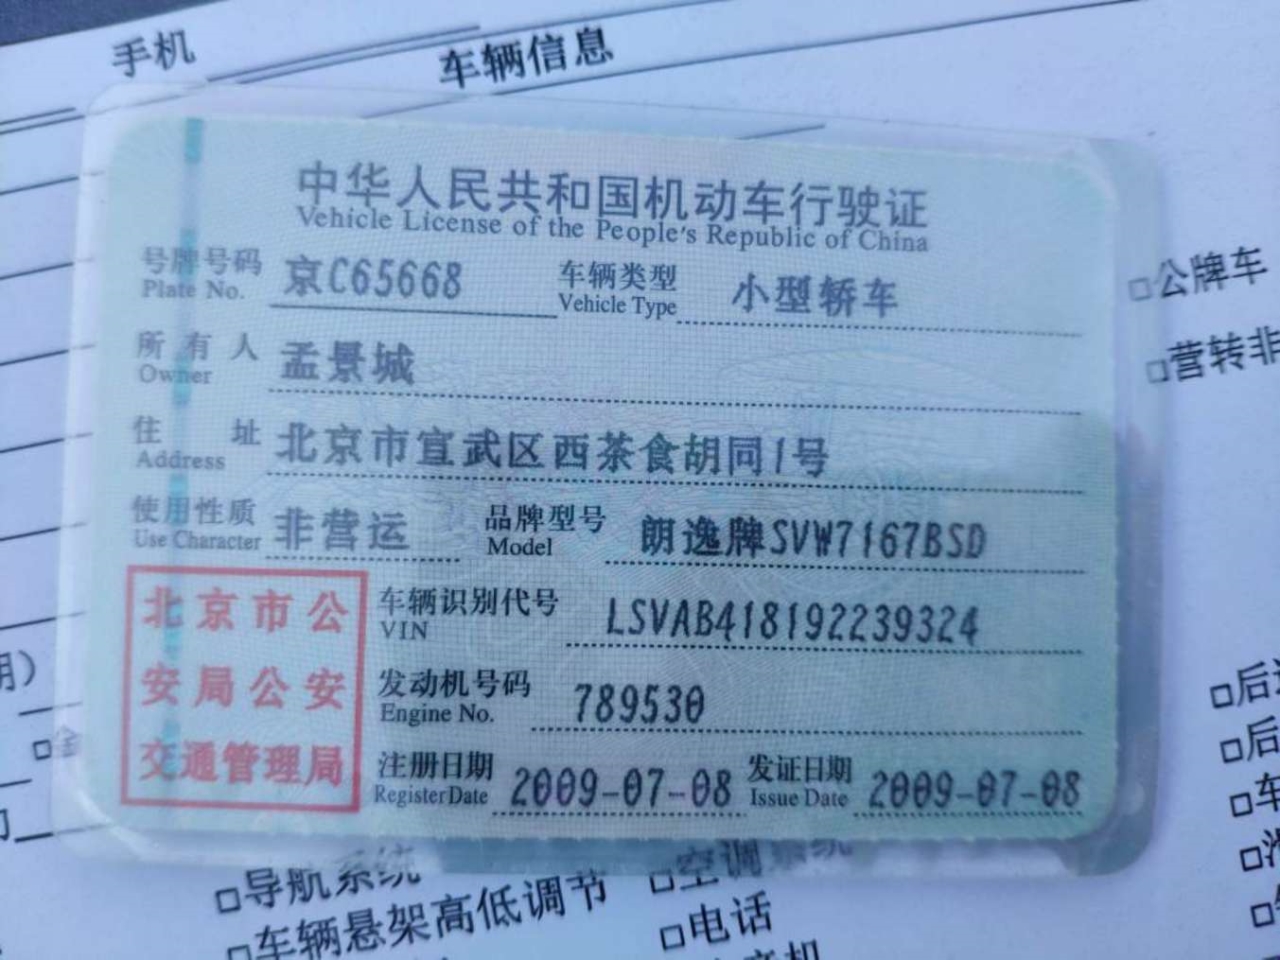 手机
车辆信息
中华人民共和国机动车行驶证
Vehicle License of the People's Republic of China
号牌号码 京C65668 车辆类型 小型轿车
Plate No. Vehicle Type
所有人 孟景城
Owner
住址 北京市宣武区西茶食胡同1号
Address
使用性质 非营运 品牌型号 朗逸牌SVW7167BSD
Use Character Model
北京市公
安局公安
交通管理局
车辆识别代号 LSVAB418192239324
VIN
发动机号码 789530
Engine No.
注册日期 2009-07-08 发证日期 2009-07-08
Register Date Issue Date
□公牌车
□营转非
□后
□后
□车
□导航系统
□空调系统
□车辆悬架高低调节
□电话